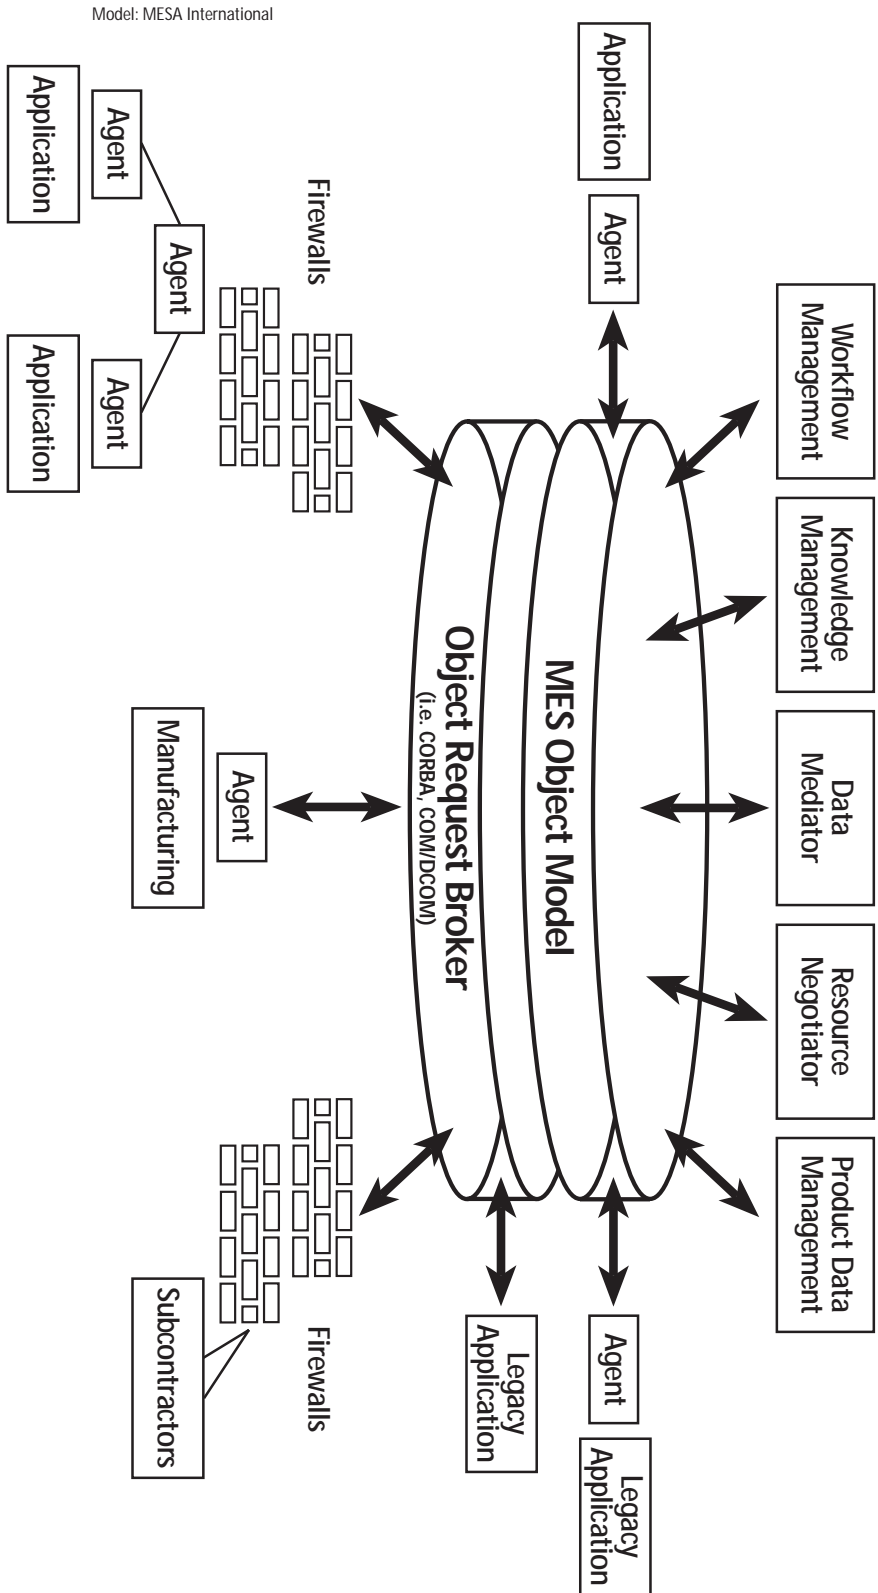 Model: MESA International
Workflow
Management
Knowledge
Management
Data
Mediator
Resource
Negotiator
Product Data
Management
Application
Agent
MES Object Model
Agent
Legacy
Application
Object Request Broker
(i.e. CORBA, COM/DCOM)
Legacy
Application
Firewalls
Firewalls
Agent
Agent
Agent
Application
Application
Agent
Manufacturing
Subcontractors